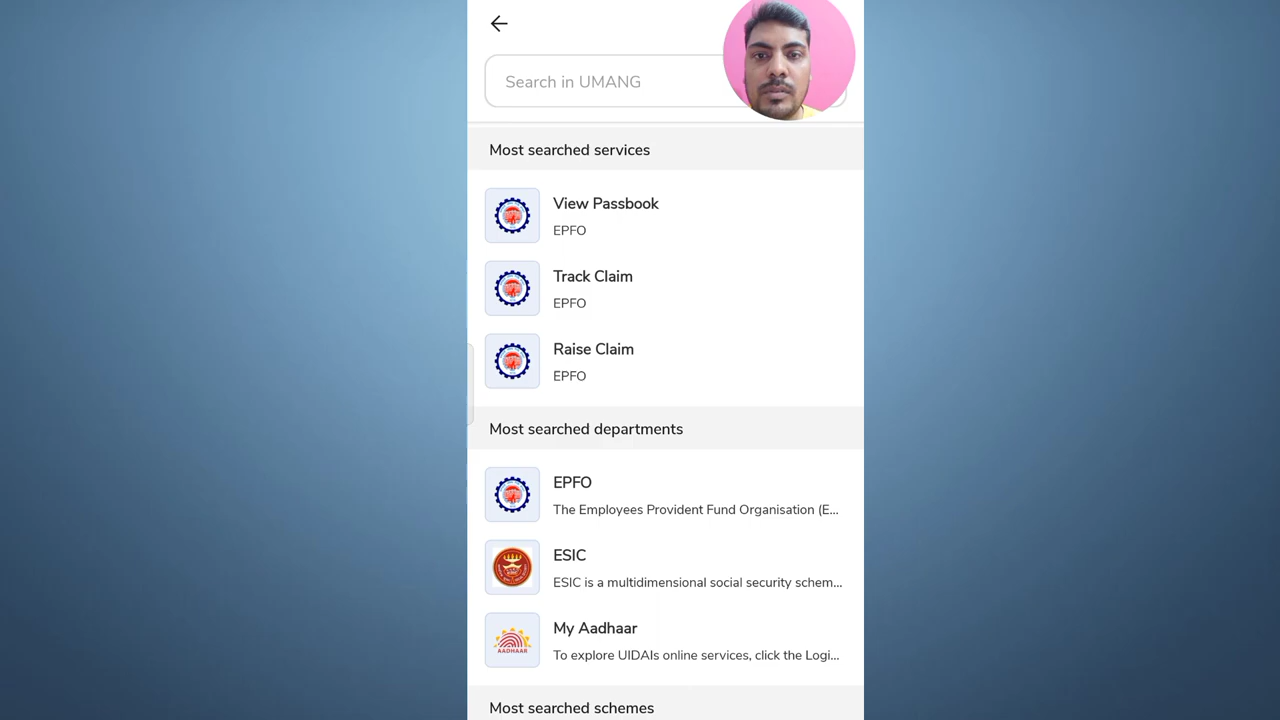 Search in UMANG
Most searched services
View Passbook
EPFO
Track Claim
EPFO
Raise Claim
EPFO
Most searched departments
EPFO
The Employees Provident Fund Organisation (E...
ESIC
ESIC is a multidimensional social security schem...
My Aadhaar
To explore UIDAIs online services, click the Logi...
AADHAAR
Most searched schemes